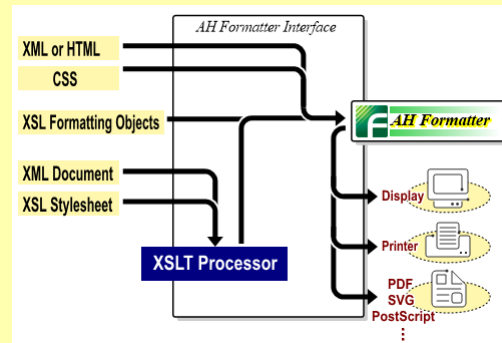 AH Formatter Interface
XML or HTML
CSS
XSL Formatting Objects
XML Document
XSL Stylesheet
XSLT Processor
AH Formatter
Display
Printer
PDF
SVG
PostScript
⋮